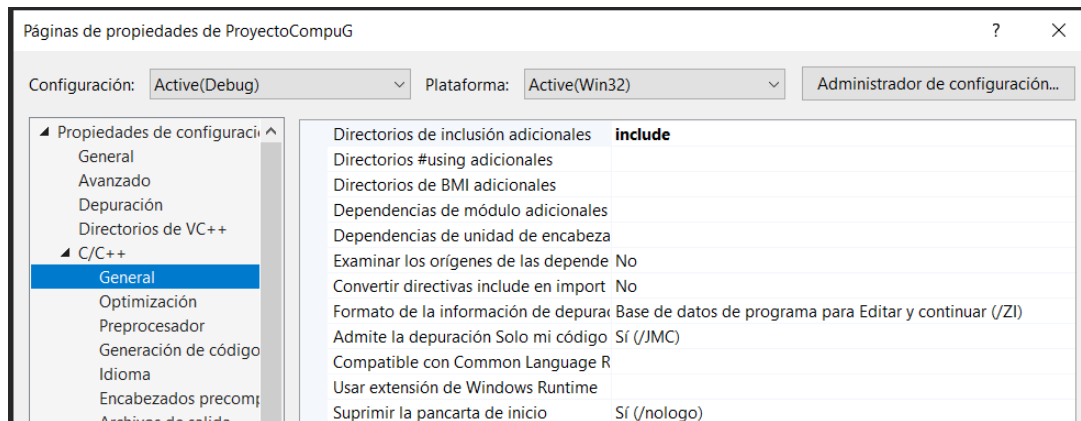 Páginas de propiedades de ProyectoCompuG ? ×
Configuración: Active(Debug) Plataforma: Active(Win32) Administrador de configuración...
Propiedades de configuraci
General
Avanzado
Depuración
Directorios de VC++
C/C++
General
Optimización
Preprocesador
Generación de código
Idioma
Encabezados precomp
Archivos de salida
Directorios de inclusión adicionales include
Directorios #using adicionales
Directorios de BMI adicionales
Dependencias de módulo adicionales
Dependencias de unidad de encabeza
Examinar los orígenes de las depende No
Convertir directivas include en import No
Formato de la información de depurac Base de datos de programa para Editar y continuar (/ZI)
Admite la depuración Solo mi código Sí (/JMC)
Compatible con Common Language R
Usar extensión de Windows Runtime
Suprimir la pancarta de inicio Sí (/nologo)